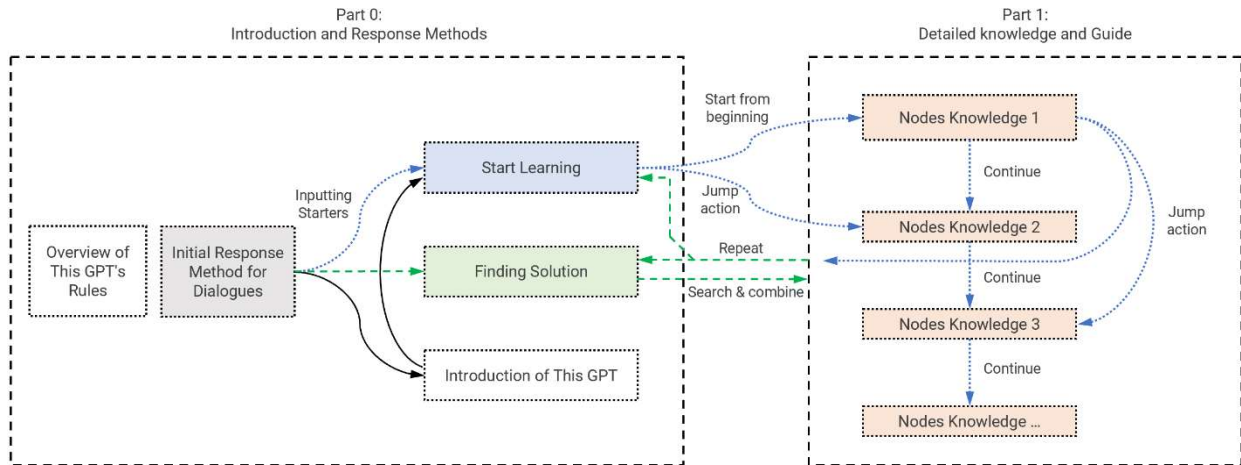 Part 0:
Introduction and Response Methods
Part 1:
Detailed knowledge and Guide
Overview of
This GPT's
Rules
Initial Response
Method for
Dialogues
Inputting
Starters
Start Learning
Finding Solution
Introduction of This GPT
Start from
beginning
Jump
action
Repeat
Search & combine
Nodes Knowledge 1
Continue
Nodes Knowledge 2
Continue
Nodes Knowledge 3
Continue
Nodes Knowledge ...
Jump
action